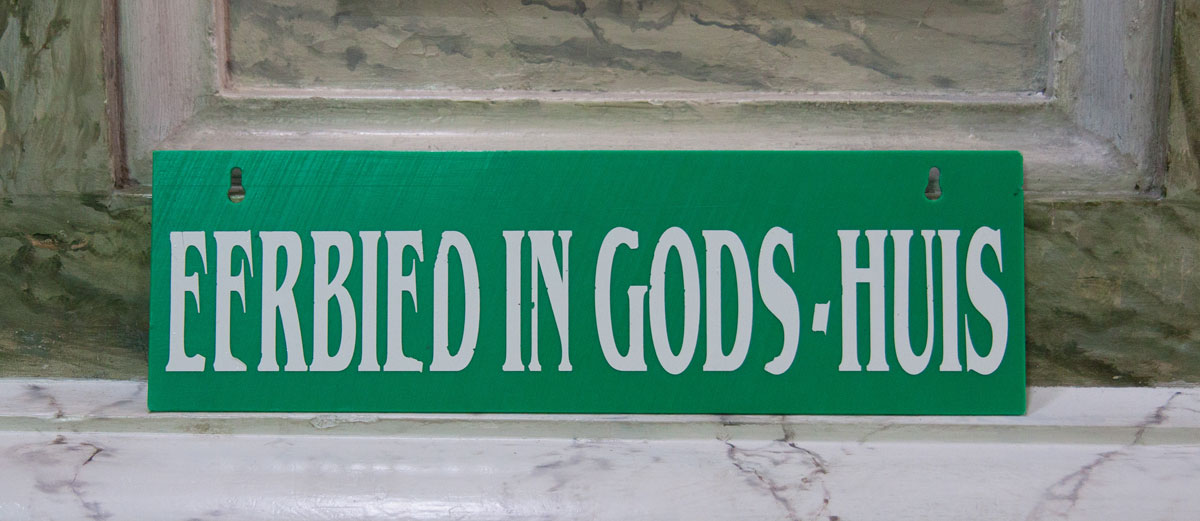 EFRBIED IN GODS-HUIS